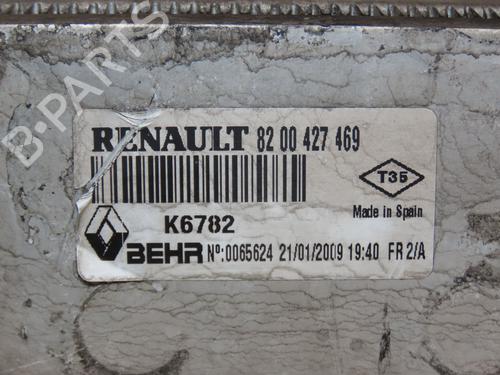 B-PARTS
RENAULT 82 00 427 469
T35
K6782
Made in Spain
BEHR Nº:0065624 21/01/2009 19:40 FR 2/A